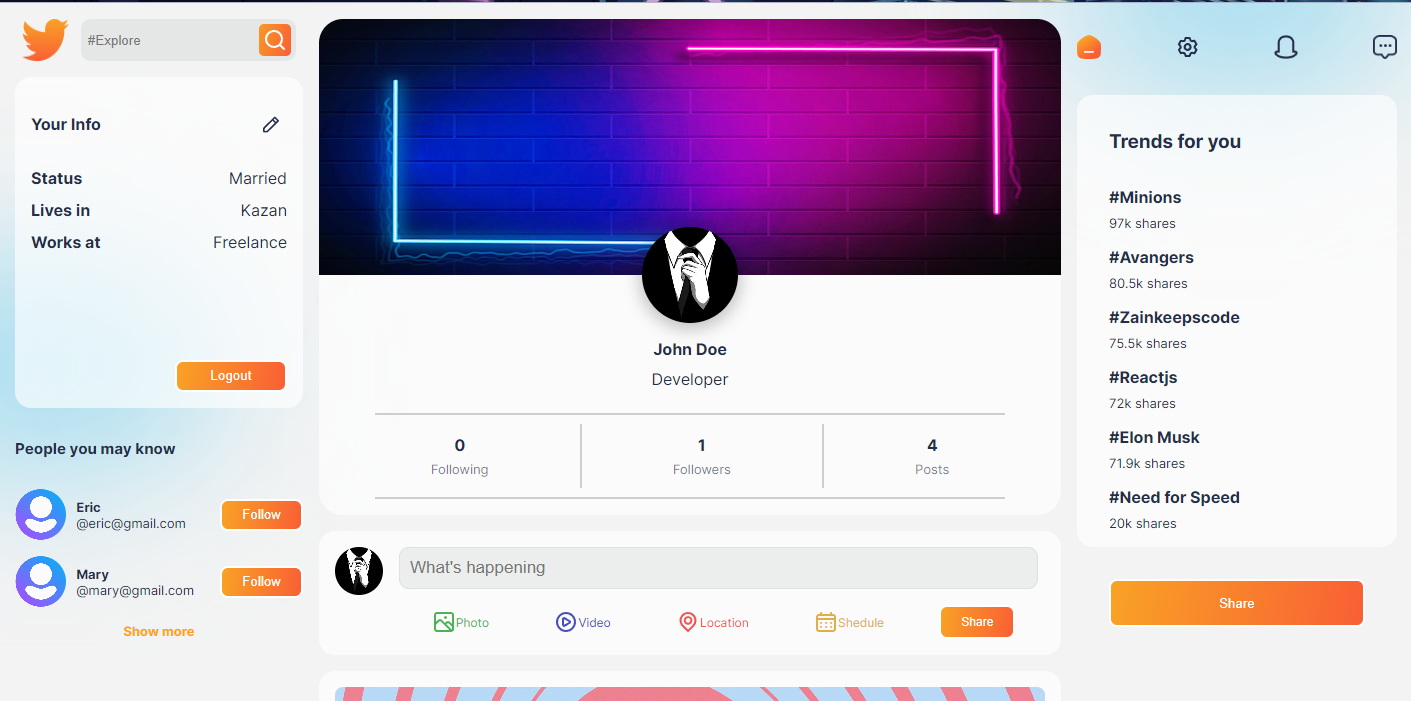 #Explore
Your Info
Status Married
Lives in Kazan
Works at Freelance
Logout
People you may know
Eric
@eric@gmail.com
Follow
Mary
@mary@gmail.com
Follow
Show more
John Doe
Developer
0 1 4
Following Followers Posts
What's happening
Photo Video Location Shedule Share
Trends for you
#Minions
97k shares
#Avangers
80.5k shares
#Zainkeepscode
75.5k shares
#Reactjs
72k shares
#Elon Musk
71.9k shares
#Need for Speed
20k shares
Share